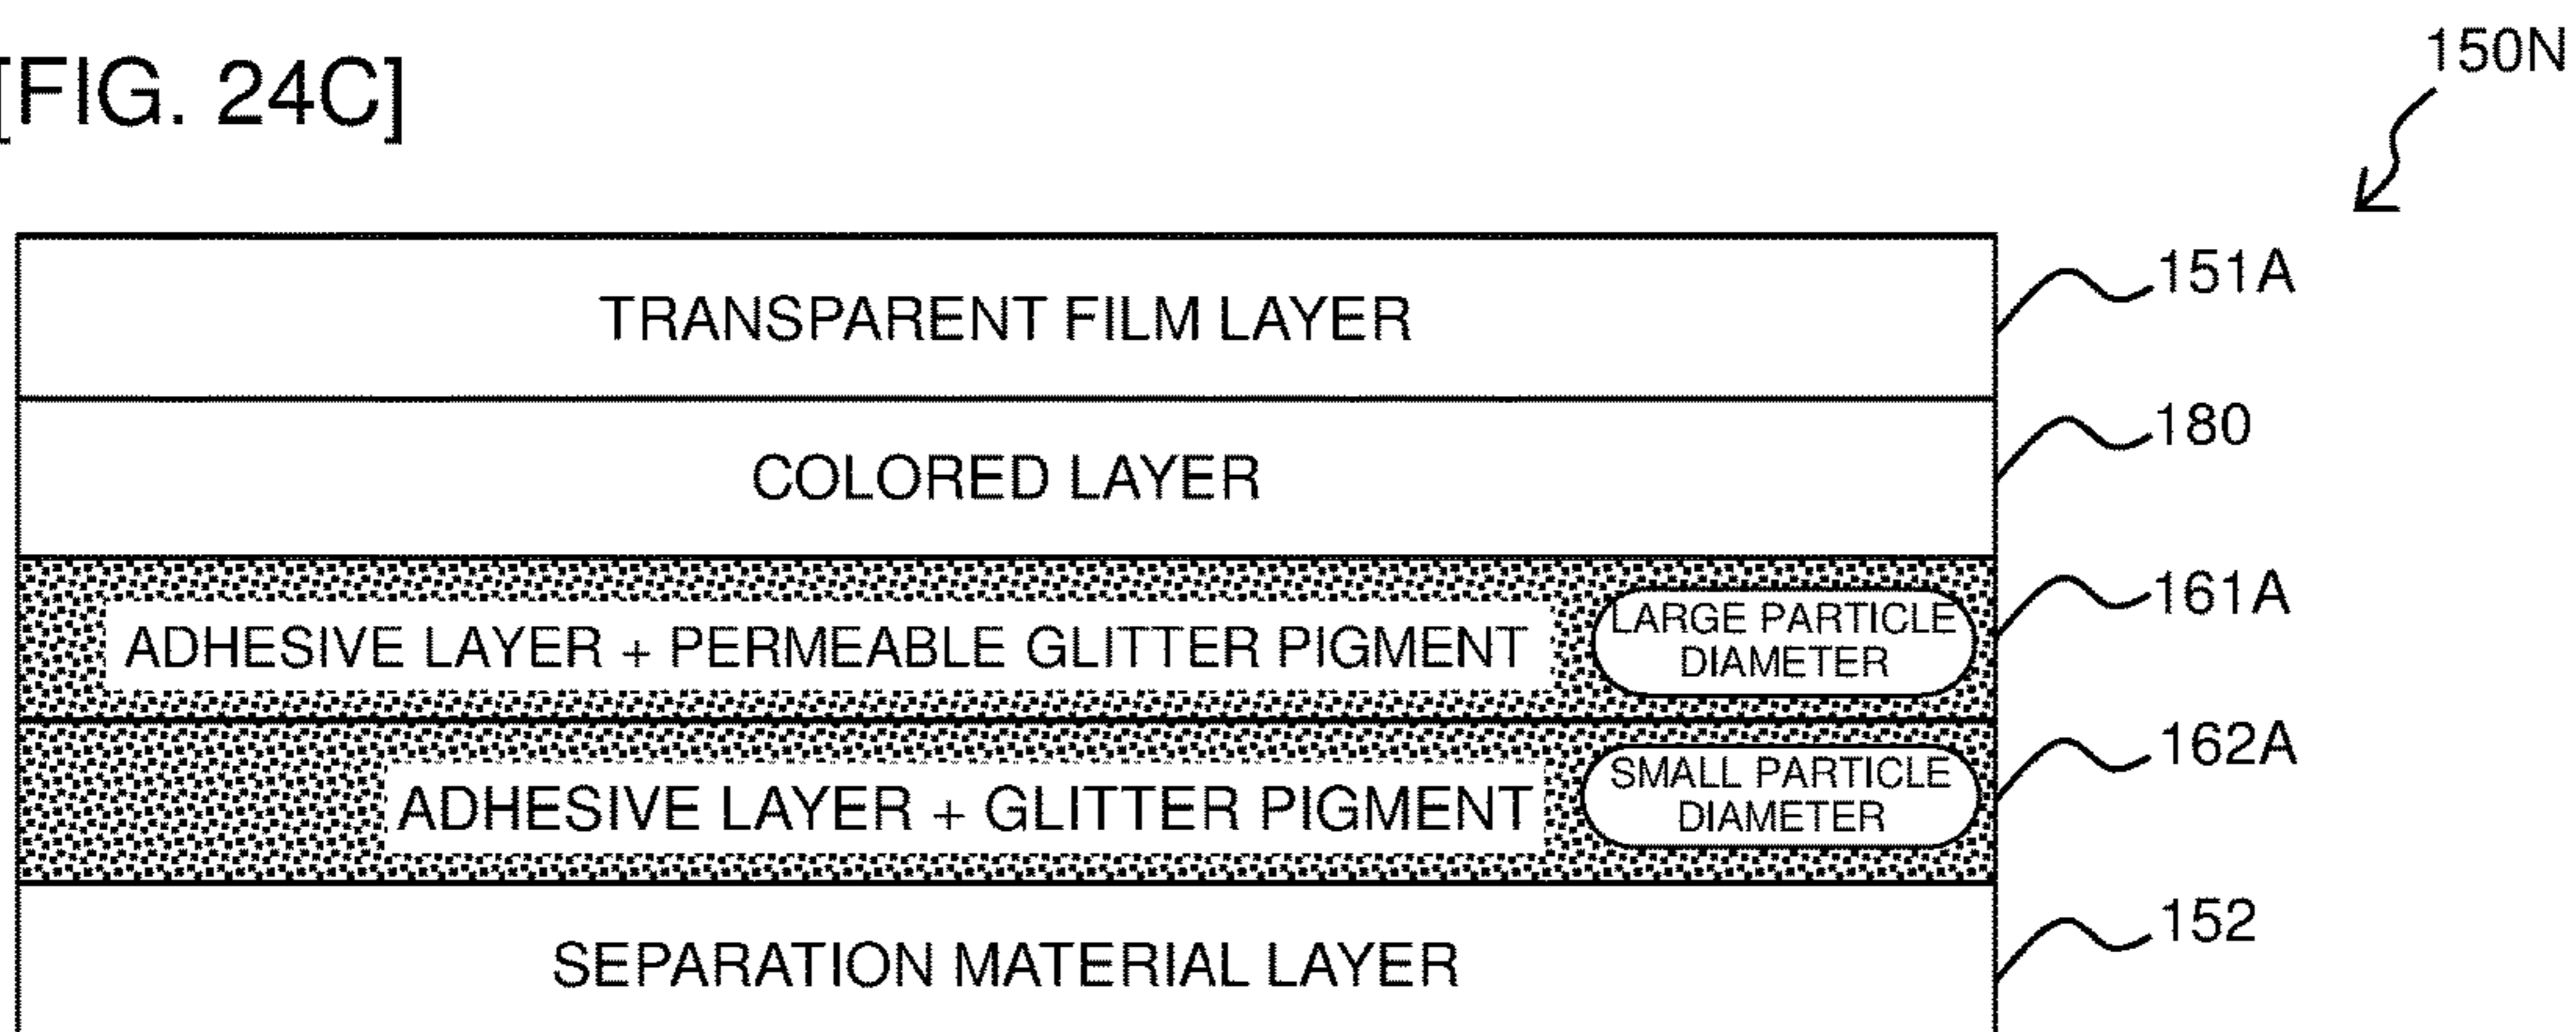 [FIG. 24C]
150N
TRANSPARENT FILM LAYER
151A
COLORED LAYER
180
ADHESIVE LAYER + PERMEABLE GLITTER PIGMENT
LARGE PARTICLE
DIAMETER
161A
ADHESIVE LAYER + GLITTER PIGMENT
SMALL PARTICLE
DIAMETER
162A
SEPARATION MATERIAL LAYER
152